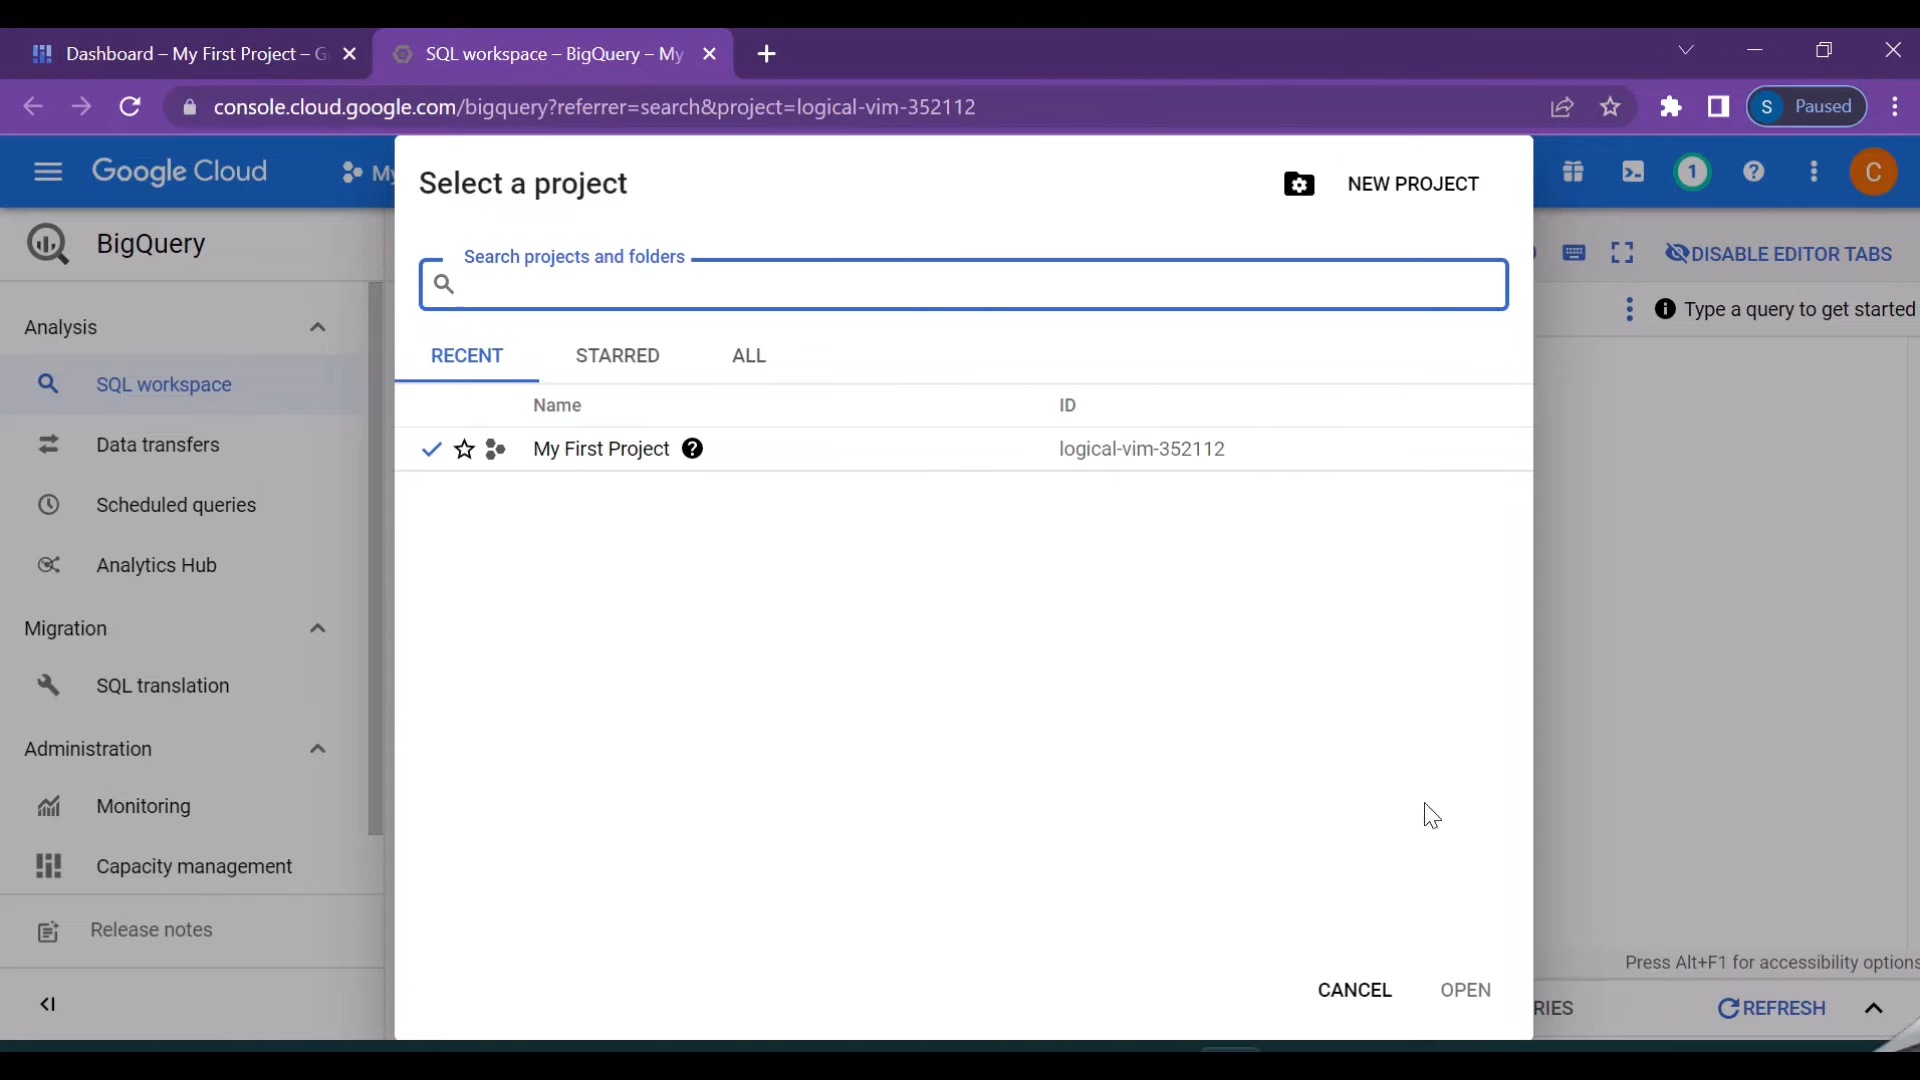 Dashboard – My First Project – G
SQL workspace – BigQuery – My
console.cloud.google.com/bigquery?referrer=search&project=logical-vim-352112
S Paused
Google Cloud
My
1
C
BigQuery
DISABLE EDITOR TABS
Type a query to get started
Analysis
SQL workspace
Data transfers
Scheduled queries
Analytics Hub
Migration
SQL translation
Administration
Monitoring
Capacity management
Release notes
Select a project
NEW PROJECT
Search projects and folders
RECENT STARRED ALL
Name ID
My First Project logical-vim-352112
CANCEL OPEN
Press Alt+F1 for accessibility options
RIES
REFRESH